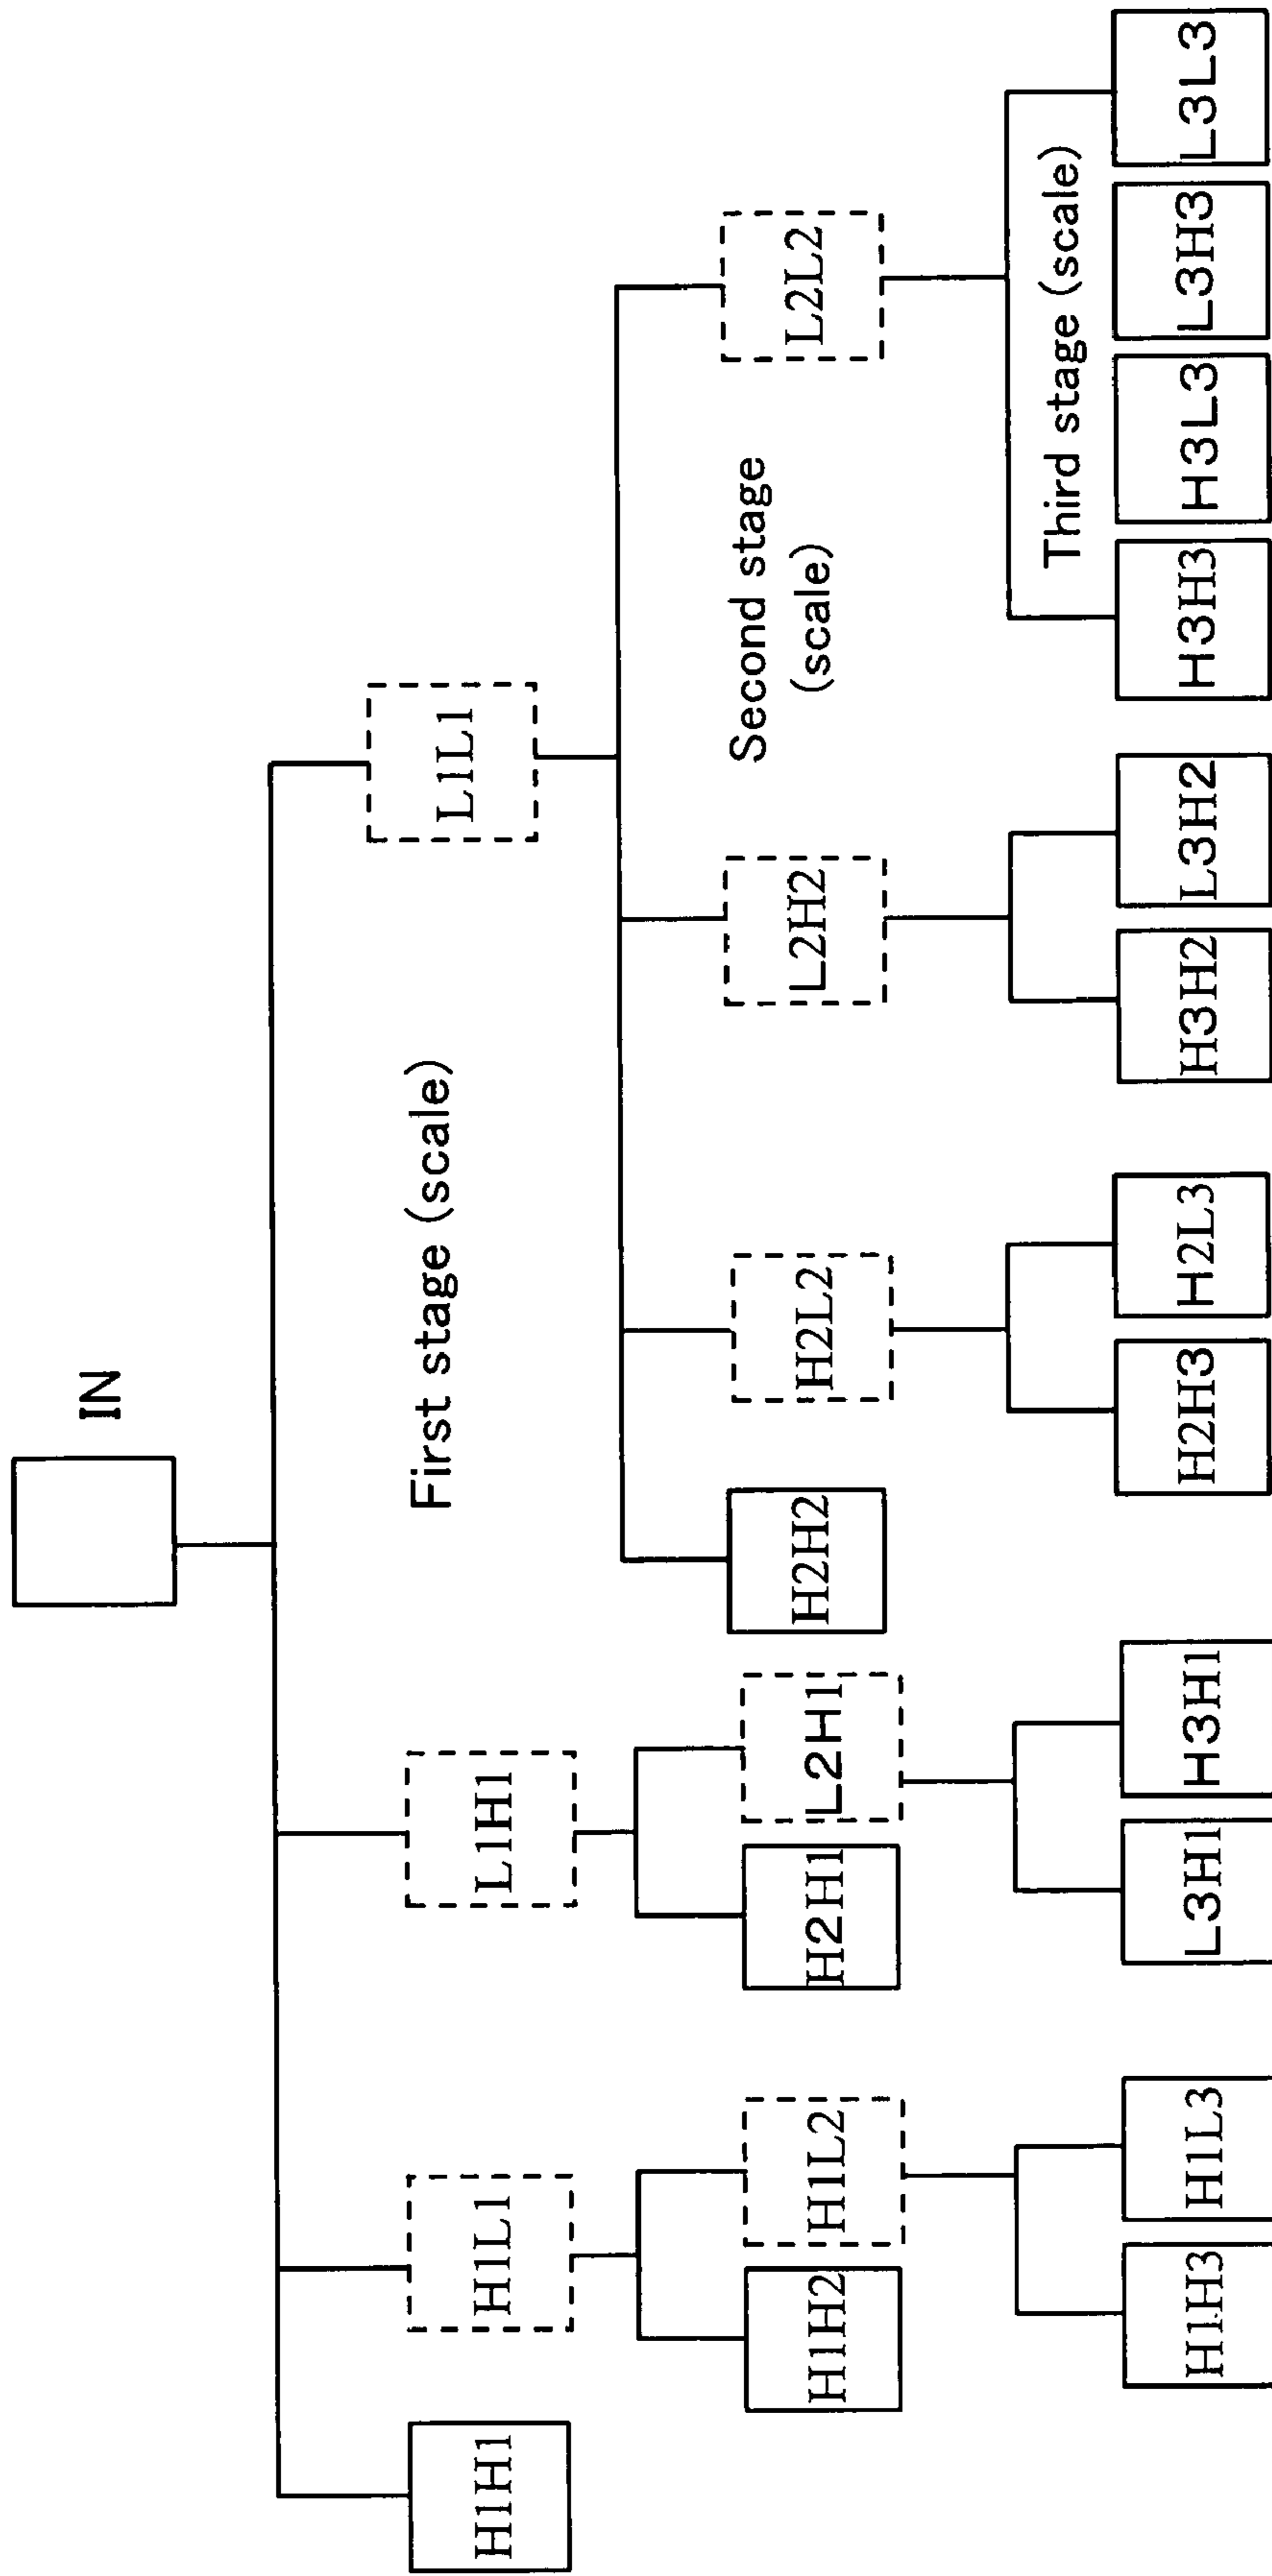 IN
First stage (scale)
H1H1
H1L1
L1H1
L1L1
Second stage
(scale)
H1H2
H1L2
H2H1
L2H1
H2H2
H2L2
L2H2
L2L2
Third stage (scale)
H1H3
H1L3
L3H1
H3H1
H2H3
H2L3
H3H2
L3H2
H3H3
H3L3
L3H3
L3L3